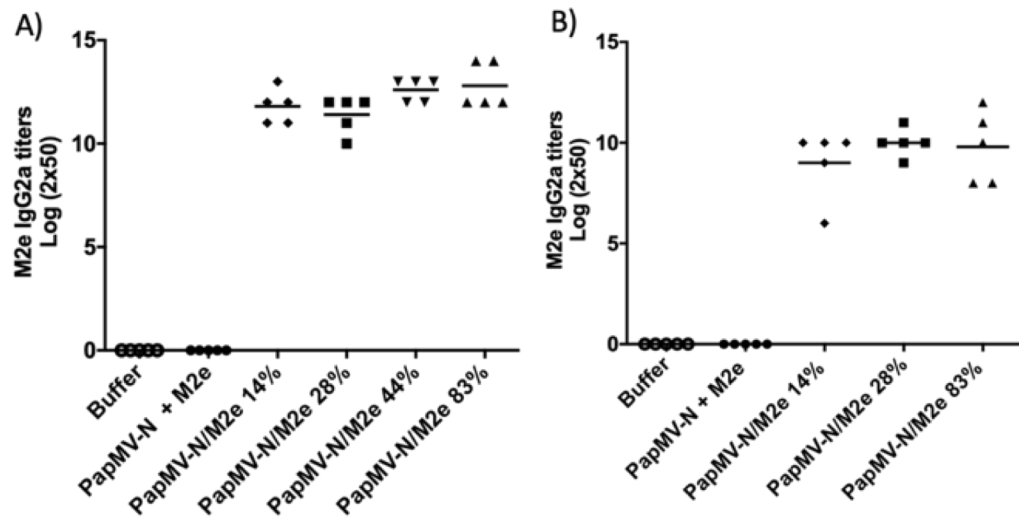 A)
M2e IgG2a titers
Log (2x50)
15
10
5
0
Buffer
PapMV-N + M2e
PapMV-N/M2e 14%
PapMV-N/M2e 28%
PapMV-N/M2e 44%
PapMV-N/M2e 83%
B)
M2e IgG2a titers
Log (2x50)
15
10
5
0
Buffer
PapMV-N + M2e
PapMV-N/M2e 14%
PapMV-N/M2e 28%
PapMV-N/M2e 83%